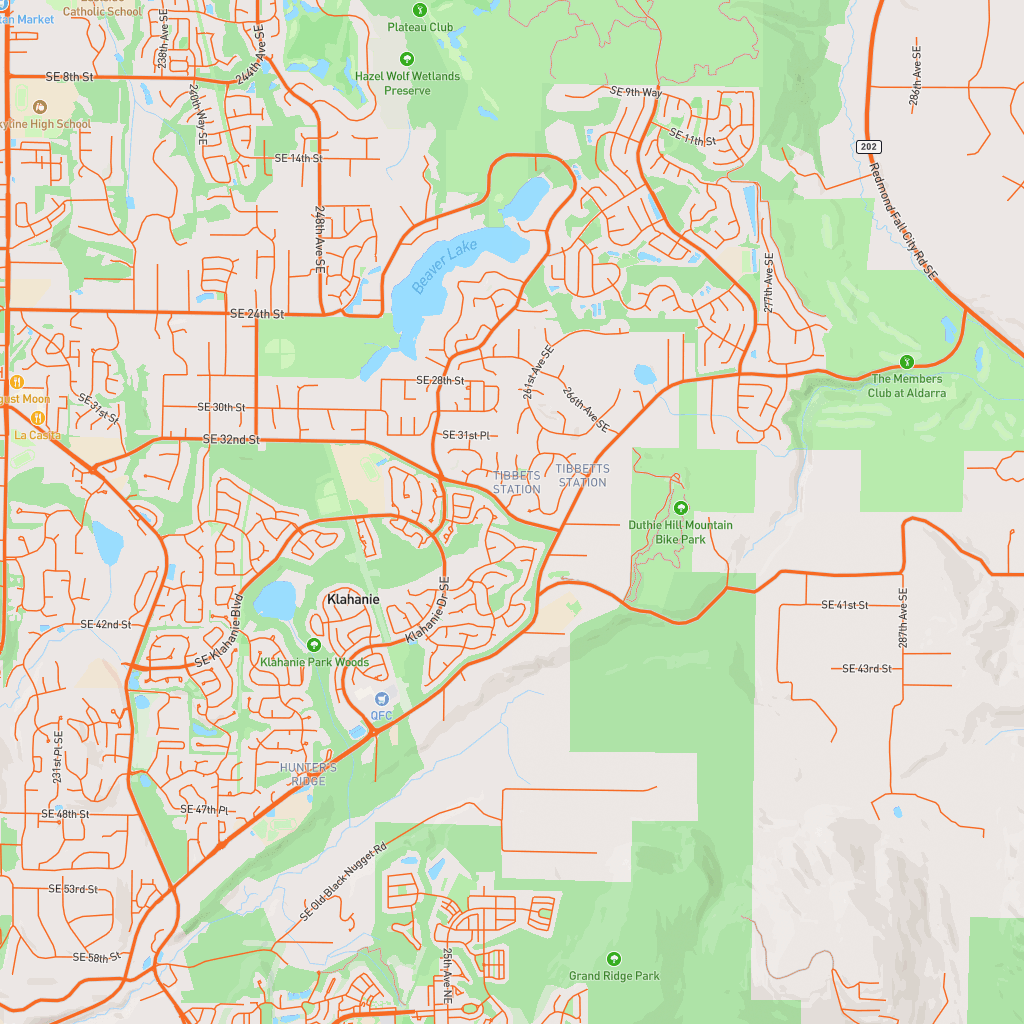 Catholic School
Plateau Club
Hazel Wolf Wetlands
Preserve
Market
SE 8th St
238th Ave SE
244th Ave SE
240th Way SE
High School
SE 14th St
248th Ave SE
SE 9th Way
SE 11th St
286th Ave SE
202
Redmond Fall City Rd SE
277th Ave SE
Beaver Lake
SE 24th St
The Members
Club at Aldarra
SE 28th St
261st Ave SE
266th Ave SE
Moon
La Casita
SE 31st St
SE 30th St
SE 32nd St
SE 31st Pl
TIBBETS
STATION
TIBBETTS
STATION
Duthie Hill Mountain
Bike Park
Klahanie
Klahanie Dr SE
SE Klahanie Blvd
SE 42nd St
Klahanie Park Woods
SE 41st St
287th Ave SE
SE 43rd St
QFC
HUNTER'S
RIDGE
231st Pl SE
SE 47th Pl
SE 48th St
SE Old Black Nugget Rd
SE 53rd St
SE 58th St
25th Ave NE
Grand Ridge Park